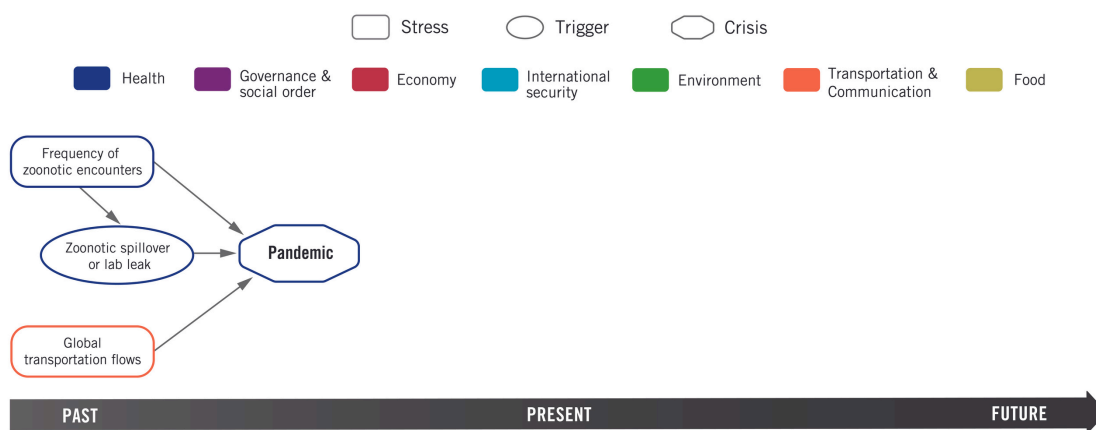 Stress
Trigger
Crisis
Health
Governance &
social order
Economy
International
security
Environment
Transportation &
Communication
Food
Frequency of
zoonotic encounters
Zoonotic spillover
or lab leak
Pandemic
Global
transportation flows
PAST
PRESENT
FUTURE